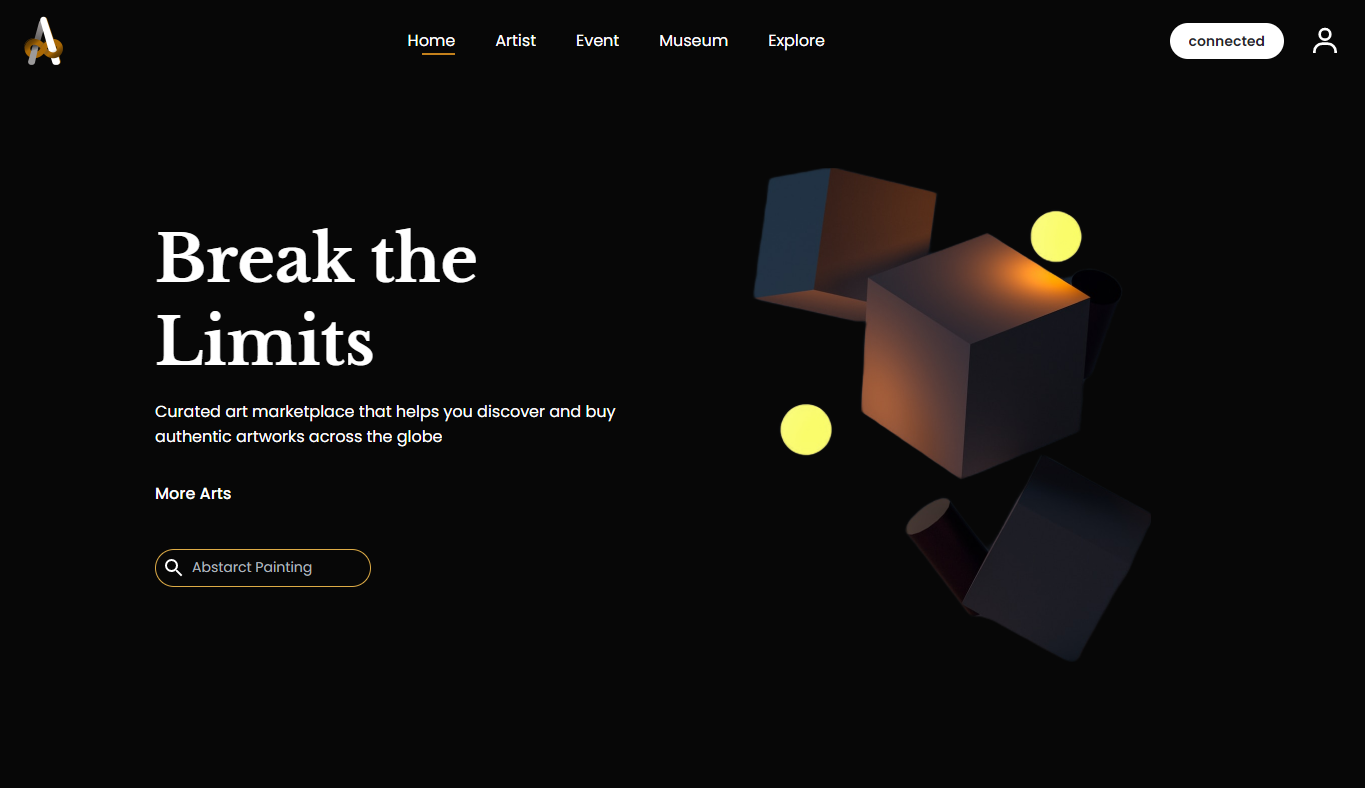 Home Artist Event Museum Explore connected
Break the
Limits
Curated art marketplace that helps you discover and buy
authentic artworks across the globe
More Arts
Abstarct Painting